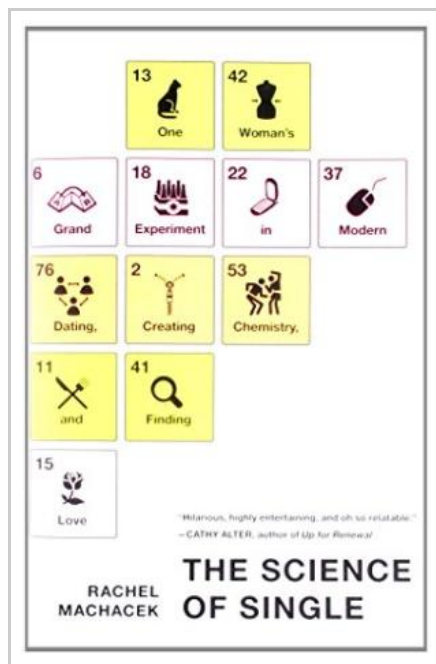 13 42
One Woman's
6 18 22 37
Grand Experiment in Modern
76 2 53
Dating, Creating Chemistry,
11 41
and Finding
15
Love
"Hilarious, highly entertaining, and oh so relatable."
—CATHY ALTER, author of Up for Renewal
THE SCIENCE
OF SINGLE
RACHEL
MACHACEK